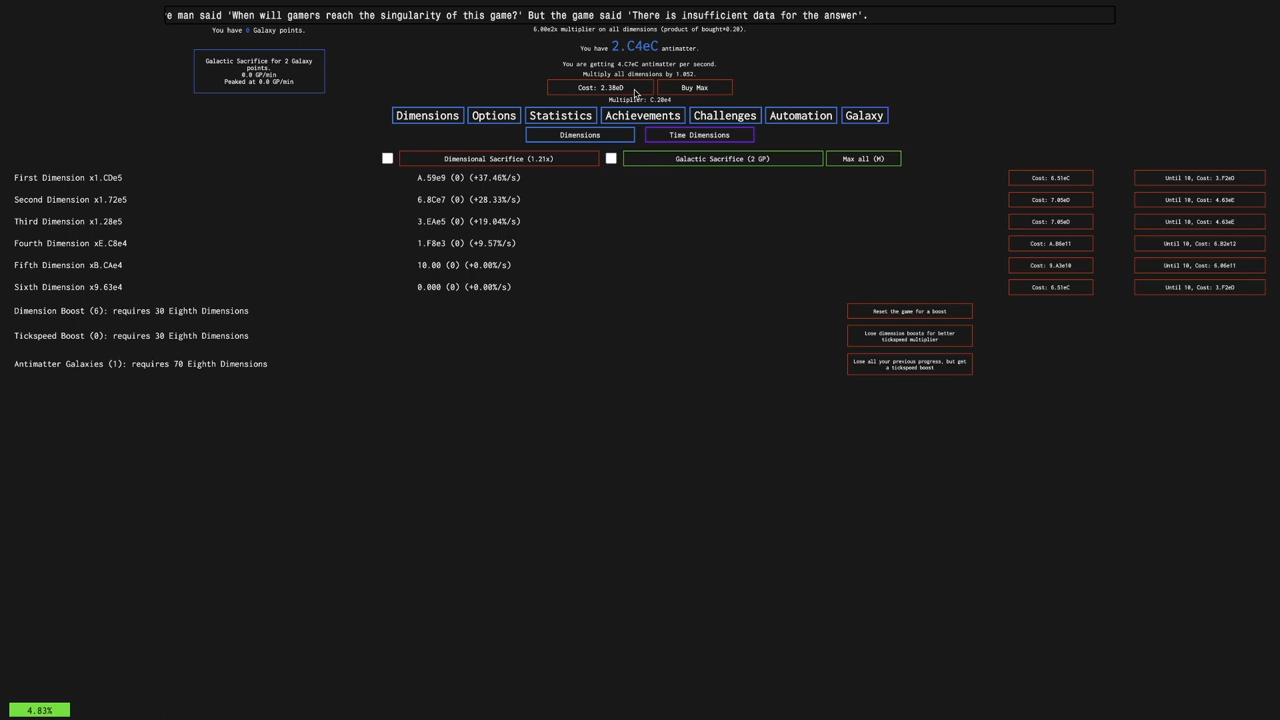 e man said 'When will gamers reach the singularity of this game?' But the game said 'There is insufficient data for the answer'.
You have 0 Galaxy points.
6.00e2x multiplier on all dimensions (product of bought*0.20).
You have 2.C4eC antimatter.
Galactic Sacrifice for 2 Galaxy
points.
0.0 GP/min
Peaked at 0.0 GP/min
You are getting 4.C7eC antimatter per second.
Multiply all dimensions by 1.052.
Cost: 2.38eD Buy Max
Multiplier: C.20e4
Dimensions Options Statistics Achievements Challenges Automation Galaxy
Dimensions Time Dimensions
Dimensional Sacrifice (1.21x) Galactic Sacrifice (2 GP) Max all (M)
First Dimension x1.CDe5 A.59e9 (0) (+37.46%/s) Cost: 6.51eC Until 10, Cost: 3.F2eD
Second Dimension x1.72e5 6.8Ce7 (0) (+28.33%/s) Cost: 7.05eD Until 10, Cost: 4.63eE
Third Dimension x1.28e5 3.EAe5 (0) (+19.04%/s) Cost: 7.05eD Until 10, Cost: 4.63eE
Fourth Dimension xE.C8e4 1.F8e3 (0) (+9.57%/s) Cost: A.B6e11 Until 10, Cost: 6.B2e12
Fifth Dimension xB.CAe4 10.00 (0) (+0.00%/s) Cost: 9.A3e10 Until 10, Cost: 6.06e11
Sixth Dimension x9.63e4 0.000 (0) (+0.00%/s) Cost: 6.51eC Until 10, Cost: 3.F2eD
Dimension Boost (6): requires 30 Eighth Dimensions Reset the game for a boost
Tickspeed Boost (0): requires 30 Eighth Dimensions Lose dimension boosts for better
tickspeed multiplier
Antimatter Galaxies (1): requires 70 Eighth Dimensions Lose all your previous progress, but get
a tickspeed boost
4.83%